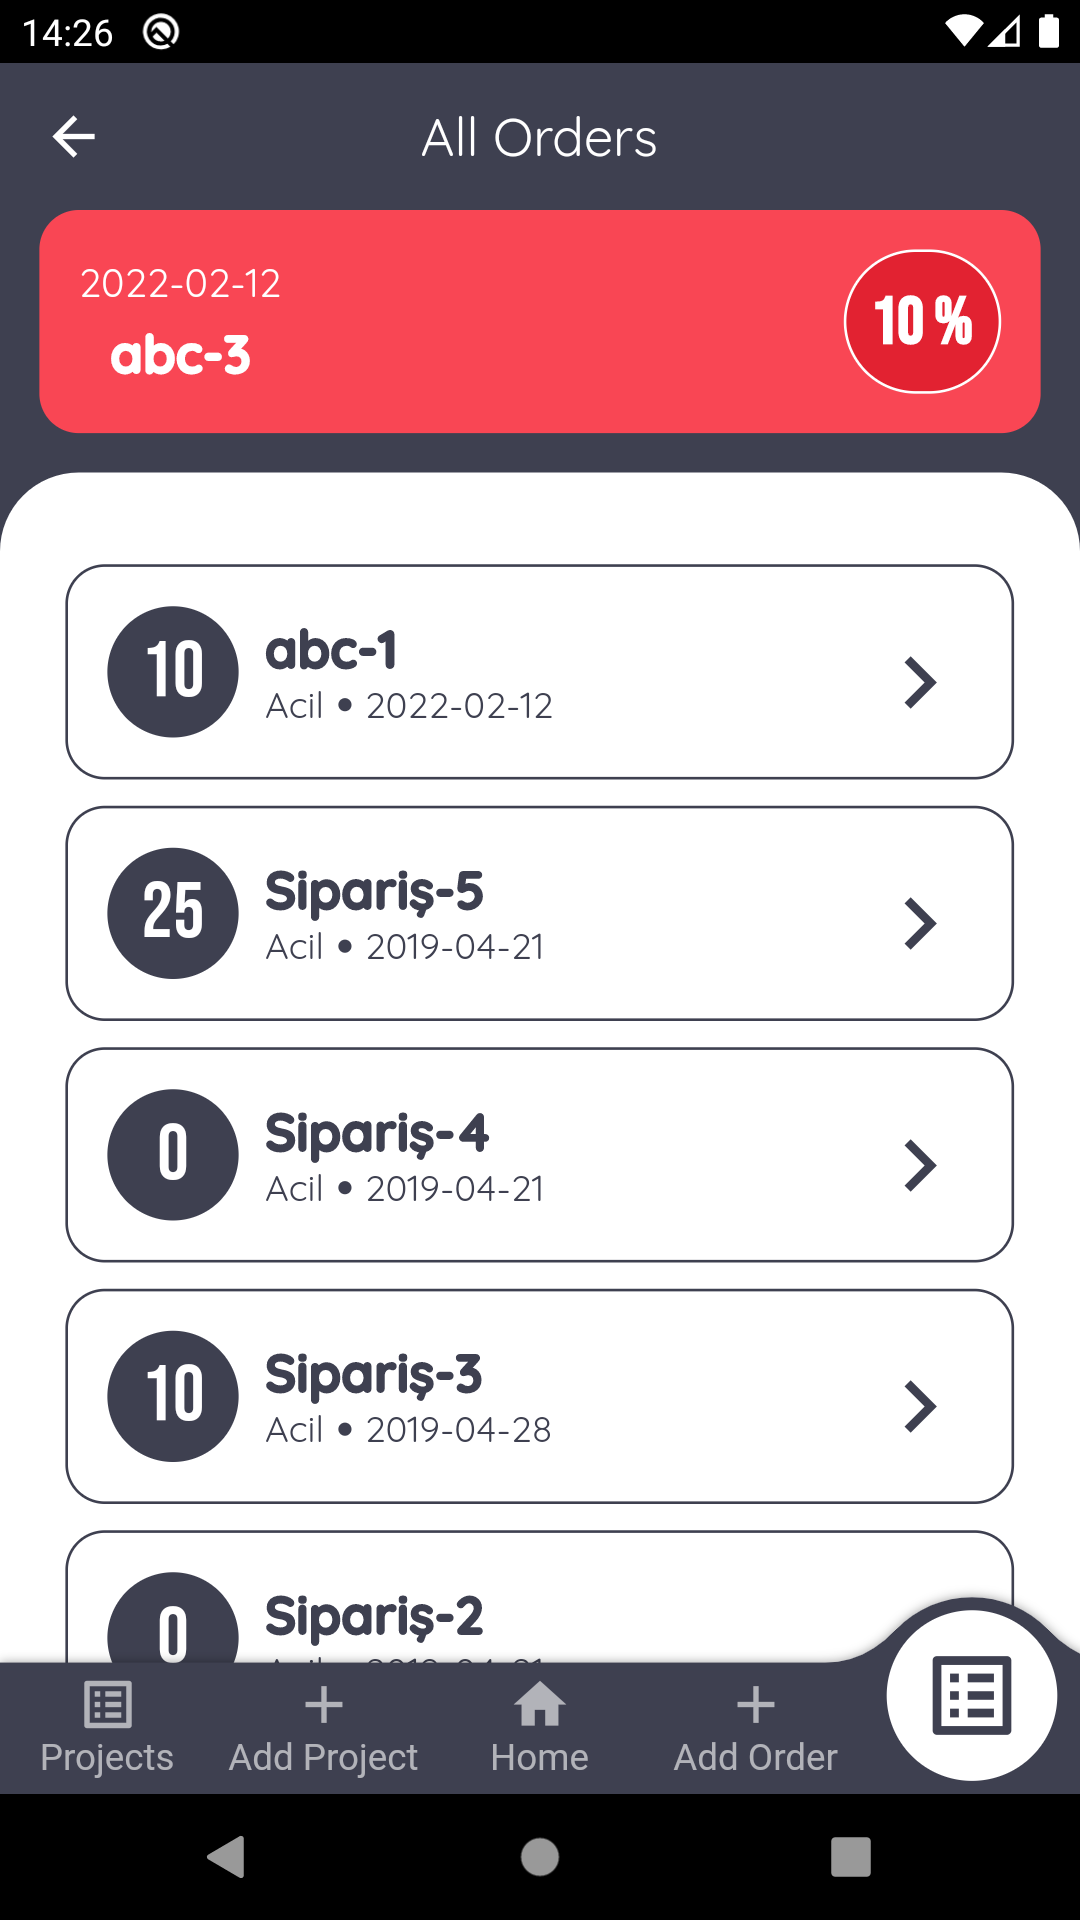 14:26
All Orders
2022-02-12
abc-3
10 %
10
abc-1
Acil • 2022-02-12
25
Sipariş-5
Acil • 2019-04-21
0
Sipariş-4
Acil • 2019-04-21
10
Sipariş-3
Acil • 2019-04-28
0
Sipariş-2
Projects
Add Project
Home
Add Order